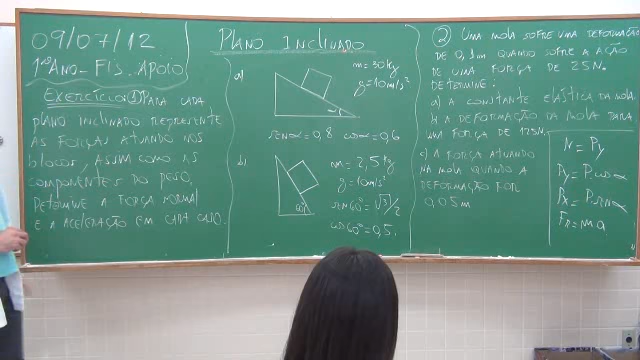 09/07/12
1ºs ANO - FIS. APOIO
EXERCÍCIO ① PARA CADA
PLANO INCLINADO REPRESENTE
AS FORÇAS ATUANDO NOS
BLOCOS, ASSIM COMO AS
COMPONENTES DO PESO,
DETERMINE A FORÇA NORMAL
E A ACELERAÇÃO EM CADA CASO.
PLANO INCLINADO
a)
m = 30 kg
g = 10 m/s²
sen α = 0,8 cos α = 0,6
b)
m = 2,5 kg
g = 10 m/s²
60°
sen 60° = √3/2
cos 60° = 0,5.
② UMA MOLA SOFRE UMA DEFORMAÇÃO
DE 0,1m QUANDO SOFRE A AÇÃO
DE UMA FORÇA DE 25N.
DETERMINE:
a) A CONSTANTE ELÁSTICA DA MOLA.
b) A DEFORMAÇÃO DA MOLA PARA
UMA FORÇA DE 125N.
c) A FORÇA ATUANDO
NA MOLA QUANDO A
DEFORMAÇÃO FOR
0,05m
N = Py
Py = P.cos α
Px = P.sen α
FR = m.a